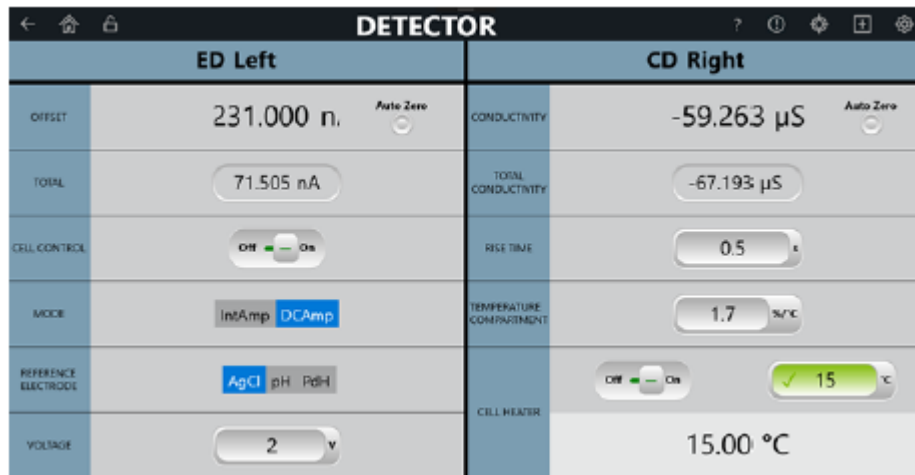 DETECTOR
?
ED Left
CD Right
OFFSET
231.000 n.
Auto Zero
CONDUCTIVITY
-59.263 µS
Auto Zero
TOTAL
71.505 nA
TOTAL
CONDUCTIVITY
-67.193 µS
CELL CONTROL
Off
On
RISE TIME
0.5
s
MODE
IntAmp DCAmp
TEMPERATURE
COMPARTMENT
1.7
%/°C
REFERENCE
ELECTRODE
AgCl pH PdH
CELL HEATER
Off
On
15
°C
VOLTAGE
2
V
15.00 °C